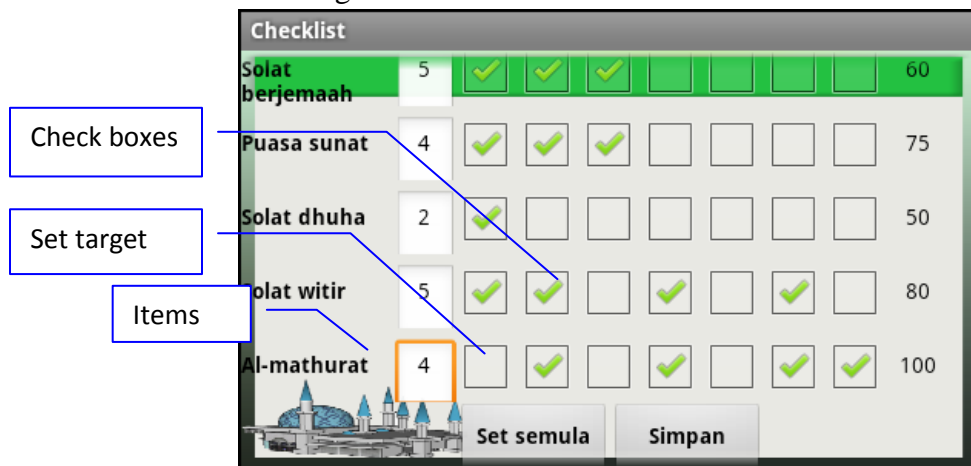 Checklist
Solat 5 60
berjemaah
Check boxes
Puasa sunat 4 75
Solat dhuha 2 50
Set target
Solat witir 5 80
Items
Al-mathurat 4 100
Set semula Simpan